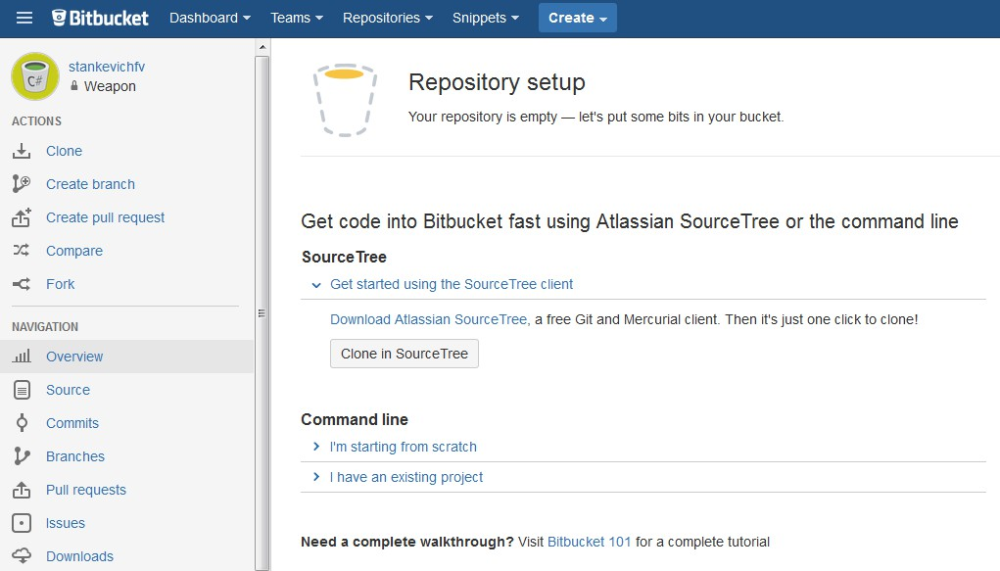 Bitbucket Dashboard Teams Repositories Snippets Create
stankevichfv
Weapon
C#
ACTIONS
Clone
Create branch
Create pull request
Compare
Fork
NAVIGATION
Overview
Source
Commits
Branches
Pull requests
Issues
Downloads
Repository setup
Your repository is empty — let's put some bits in your bucket.
Get code into Bitbucket fast using Atlassian SourceTree or the command line
SourceTree
Get started using the SourceTree client
Download Atlassian SourceTree, a free Git and Mercurial client. Then it's just one click to clone!
Clone in SourceTree
Command line
I'm starting from scratch
I have an existing project
Need a complete walkthrough? Visit Bitbucket 101 for a complete tutorial